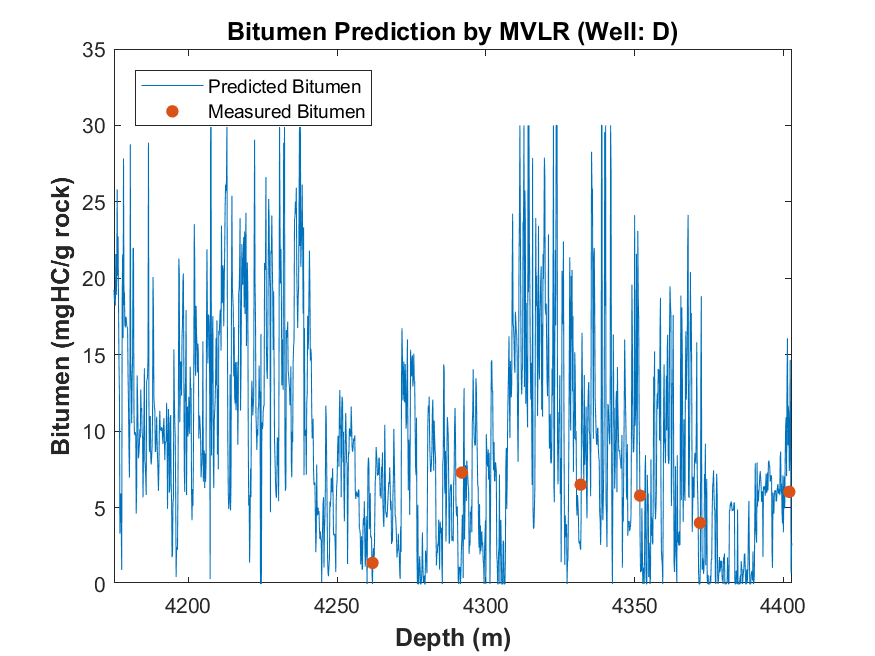 Bitumen Prediction by MVLR (Well: D)
Predicted Bitumen
Measured Bitumen
Bitumen (mgHC/g rock)
35
30
25
20
15
10
5
0
4200 4250 4300 4350 4400
Depth (m)